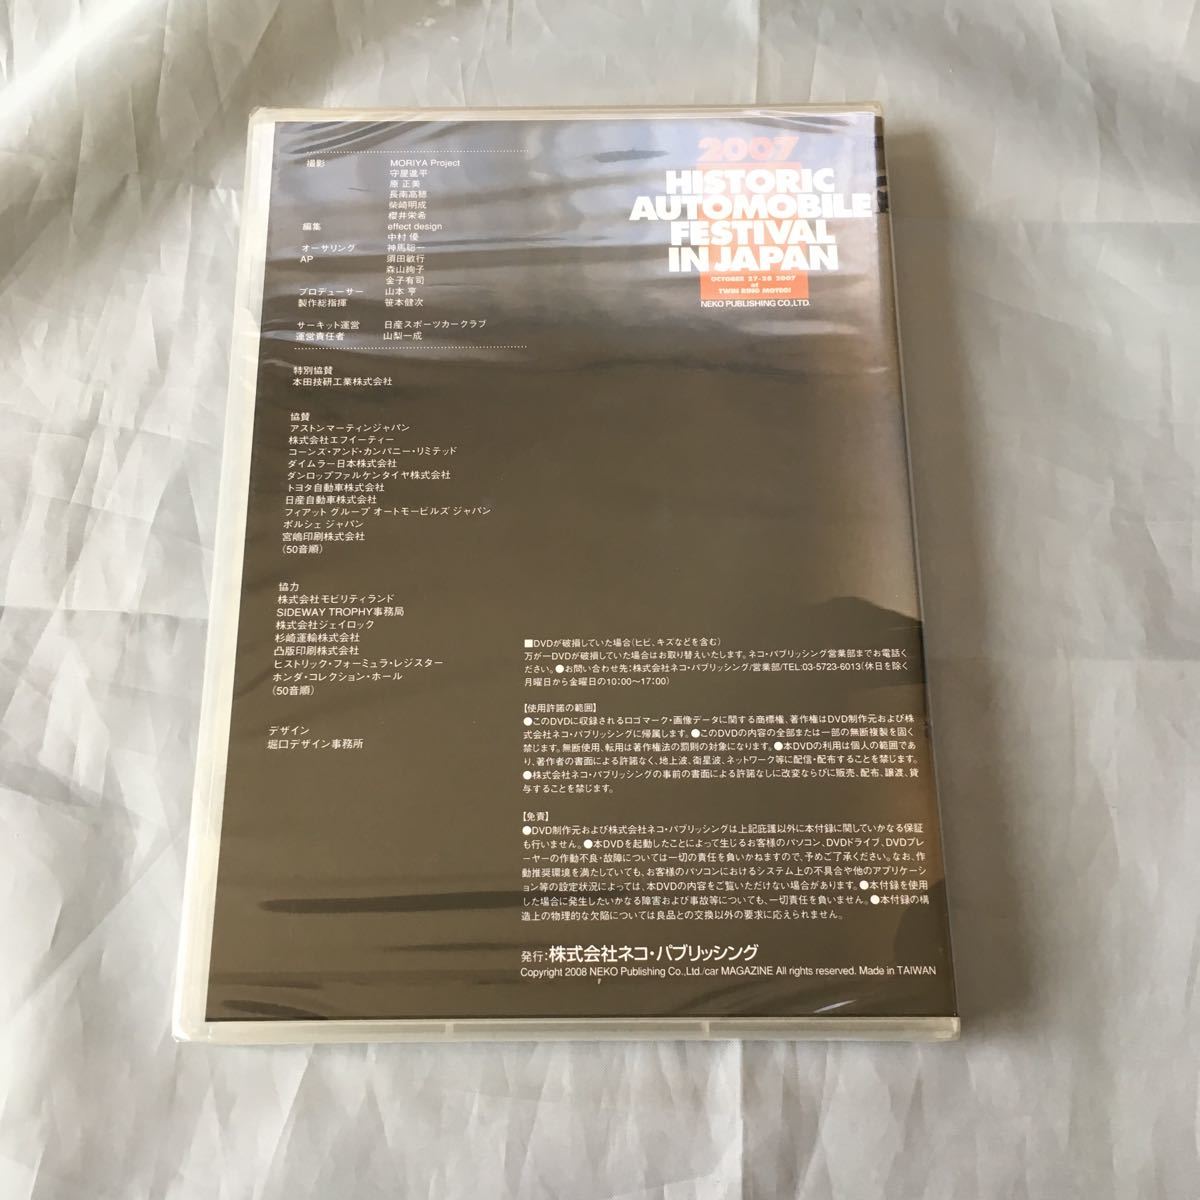 撮影 MORIYA Project
守屋進平
原 正美
長南高穂
柴崎明成
櫻井栄希
編集 effect design
中村 優
オーサリング 神馬聡一
AP 須田敏行
森山絢子
金子有司
プロデューサー 山本 亨
製作総指揮 笹本健次
サーキット運営 日産スポーツカークラブ
運営責任者 山梨一成
特別協賛
本田技研工業株式会社
協賛
アストンマーティンジャパン
株式会社エフイーティー
コーンズ・アンド・カンパニー・リミテッド
ダイムラー日本株式会社
ダンロップファルケンタイヤ株式会社
トヨタ自動車株式会社
日産自動車株式会社
フィアット グループ オートモービルズ ジャパン
ポルシェ ジャパン
宮嶋印刷株式会社
(50音順)
協力
株式会社モビリティランド
SIDEWAY TROPHY事務局
株式会社ジェイロック
杉崎運輸株式会社
凸版印刷株式会社
ヒストリック・フォーミュラ・レジスター
ホンダ・コレクション・ホール
(50音順)
デザイン
堀口デザイン事務所
2007
HISTORIC
AUTOMOBILE
FESTIVAL
IN JAPAN
OCTOBER 27-28 2007
at
TWIN RING MOTEGI
NEKO PUBLISHING CO.,LTD.
■DVDが破損していた場合(ヒビ、キズなどを含む)
万が一DVDが破損していた場合はお取り替えいたします。ネコ・パブリッシング営業部までお電話く
ださい。●お問い合わせ先:株式会社ネコ・パブリッシング/営業部/TEL:03-5723-6013(休日を除く
月曜日から金曜日の10:00〜17:00)
【使用許諾の範囲】
●このDVDに収録されるロゴマーク・画像データに関する商標権、著作権はDVD制作元および株
式会社ネコ・パブリッシングに帰属します。●このDVDの内容の全部または一部の無断複製を固く
禁じます。無断使用、転用は著作権法の罰則の対象になります。●本DVDの利用は個人の範囲であ
り、著作者の書面による許諾なく、地上波、衛星波、ネットワーク等に配信・配布することを禁じます。
●株式会社ネコ・パブリッシングの事前の書面による許諾なしに改変ならびに販売、配布、譲渡、貸
与することを禁じます。
【免責】
●DVD制作元および株式会社ネコ・パブリッシングは上記庇護以外に本付録に関していかなる保証
も行いません。●本DVDを起動したことによって生じるお客様のパソコン、DVDドライブ、DVDプレ
ーヤーの作動不良・故障については一切の責任を負いかねますので、予めご了承ください。なお、作
動推奨環境を満たしていても、お客様のパソコンにおけるシステム上の不具合や他のアプリケーシ
ョン等の設定状況によっては、本DVDの内容をご覧いただけない場合があります。●本付録を使用
した場合に発生したいかなる障害および事故等についても、一切責任を負いません。●本付録の構
造上の物理的な欠陥については良品との交換以外の要求に応えられません。
発行:株式会社ネコ・パブリッシング
Copyright 2008 NEKO Publishing Co.,Ltd./car MAGAZINE All rights reserved. Made in TAIWAN